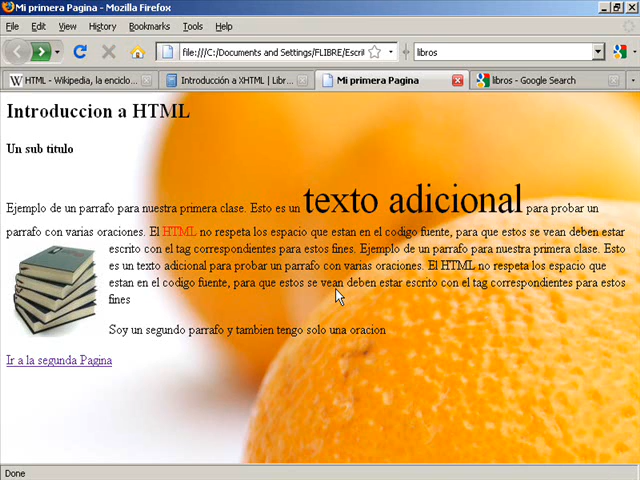 Mi primera Pagina - Mozilla Firefox
File Edit View History Bookmarks Tools Help
file:///C:/Documents and Settings/FLIBRE/Escri libros
HTML - Wikipedia, la enciclo... Introducción a XHTML | Libr... Mi primera Pagina libros - Google Search
Introduccion a HTML
Un sub titulo
Ejemplo de un parrafo para nuestra primera clase. Esto es un texto adicional para probar un
parrafo con varias oraciones. El HTML no respeta los espacio que estan en el codigo fuente, para que estos se vean deben estar
escrito con el tag correspondientes para estos fines. Ejemplo de un parrafo para nuestra primera clase. Esto
es un texto adicional para probar un parrafo con varias oraciones. El HTML no respeta los espacio que
estan en el codigo fuente, para que estos se vean deben estar escrito con el tag correspondientes para estos
fines
Soy un segundo parrafo y tambien tengo solo una oracion
Ir a la segunda Pagina
Done